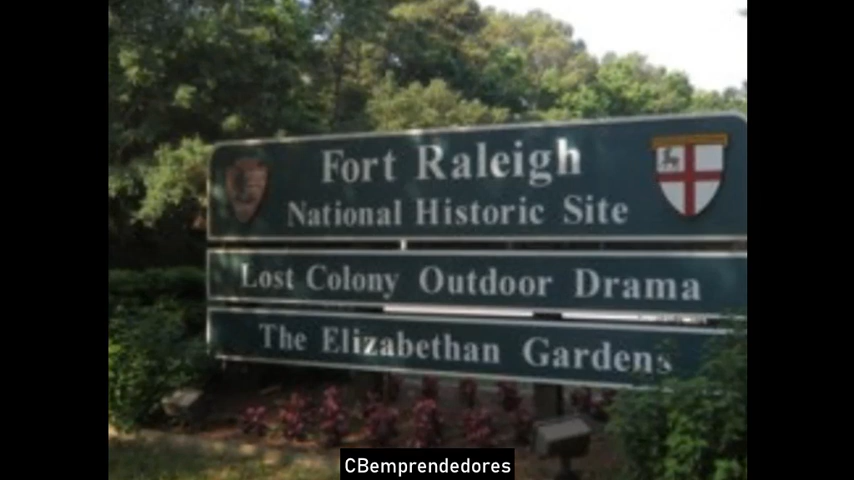 Fort Raleigh
National Historic Site
Lost Colony Outdoor Drama
The Elizabethan Gardens
CBemprendedores